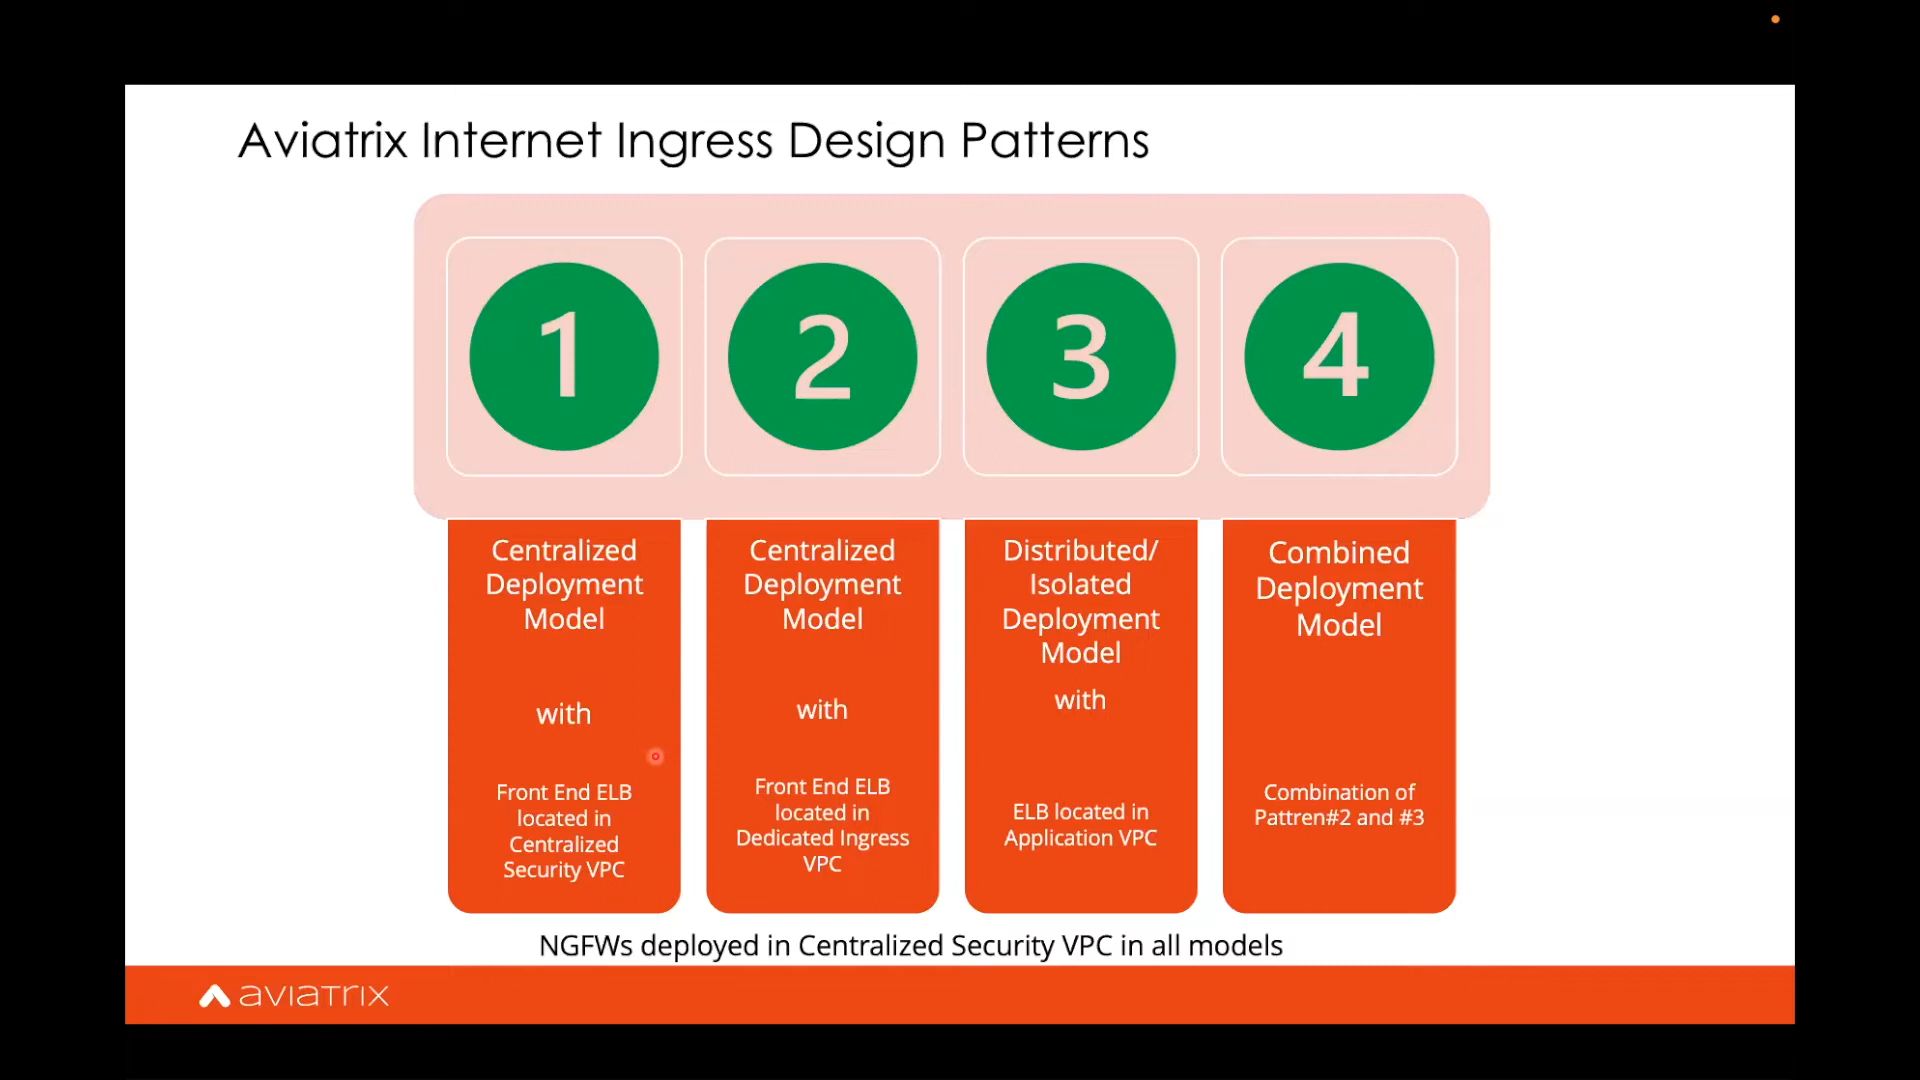 Aviatrix Internet Ingress Design Patterns
1
2
3
4
Centralized
Deployment
Model
with
Front End ELB
located in
Centralized
Security VPC
Centralized
Deployment
Model
with
Front End ELB
located in
Dedicated Ingress
VPC
Distributed/
Isolated
Deployment
Model
with
ELB located in
Application VPC
Combined
Deployment
Model
Combination of
Pattren#2 and #3
NGFWs deployed in Centralized Security VPC in all models
aviatrix